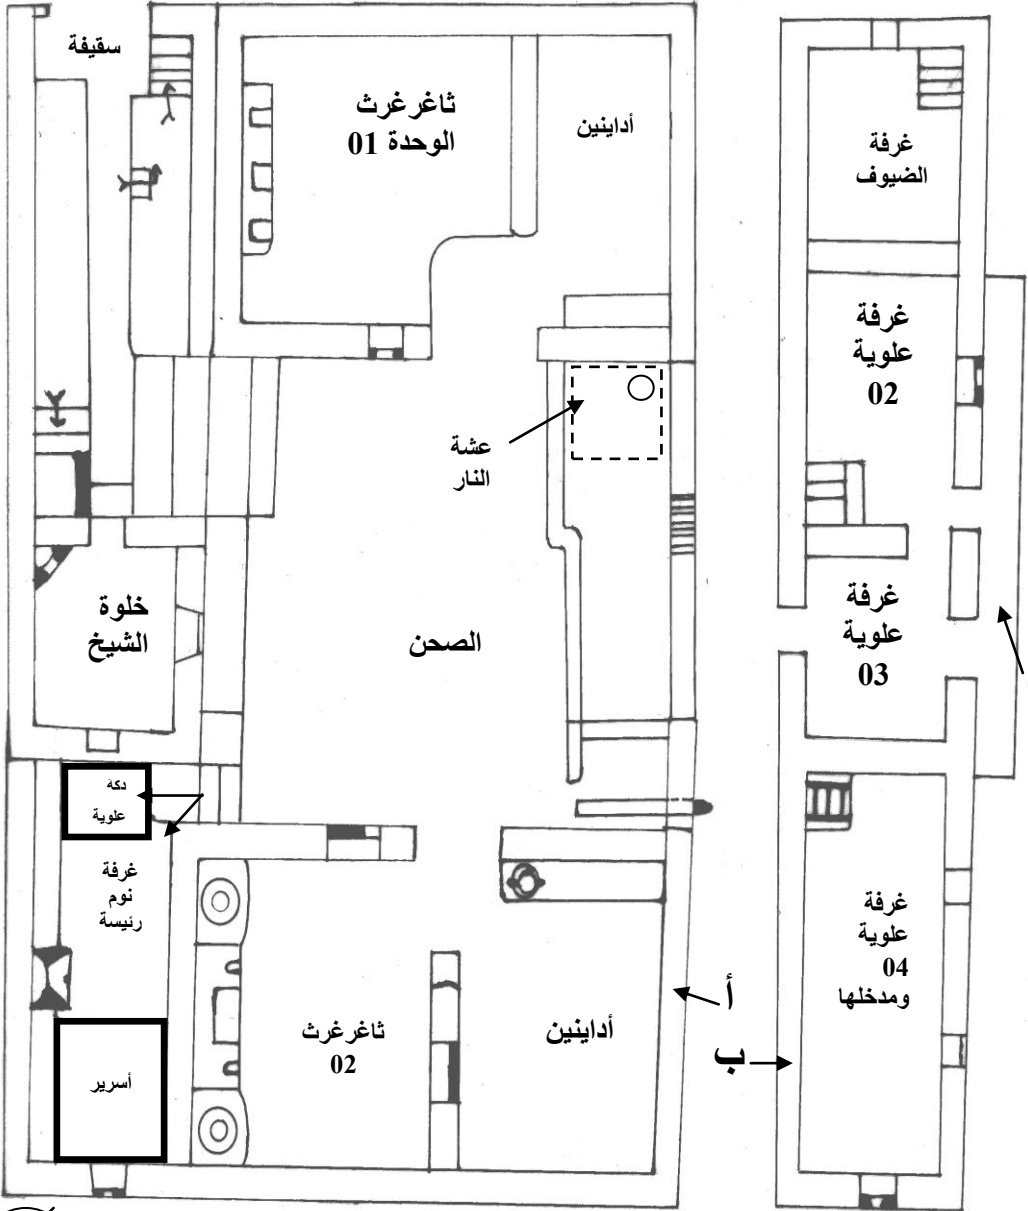 سقيفة
ثاغرغرث
الوحدة 01
أداينين
غرفة
الضيوف
غرفة
علوية
02
عشة
النار
خلوة
الشيخ
الصحن
غرفة
علوية
03
دكة
علوية
غرفة
نوم
رئيسة
أسرير
ثاغرغرث
02
أداينين
أ
ب
غرفة
علوية
04
ومدخلها